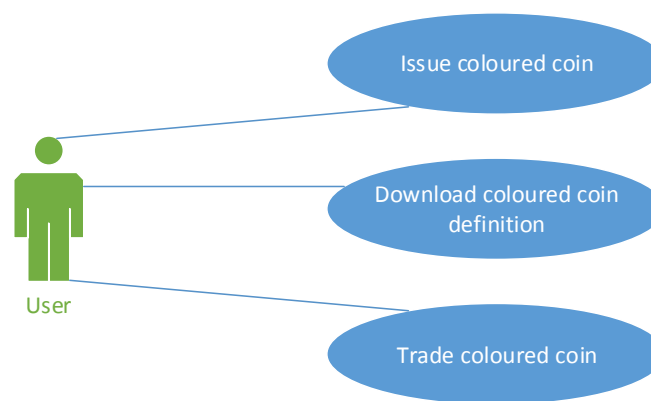 Issue coloured coin
Download coloured coin
definition
User
Trade coloured coin